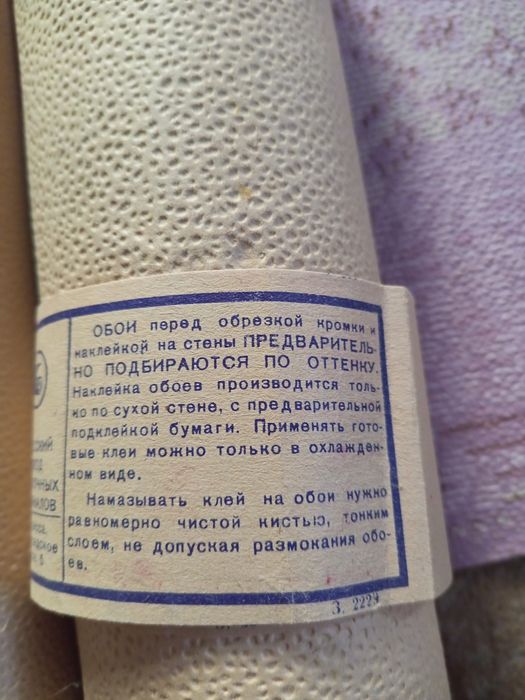 ОБОИ перед обрезкой кромки и
наклейкой на стены ПРЕДВАРИТЕЛЬ-
НО ПОДБИРАЮТСЯ ПО ОТТЕНКУ.
Наклейка обоев производится толь-
ко по сухой стене, с предварительной
подклейкой бумаги. Применять гото-
вые клеи можно только в охлажден-
ном виде.
Намазывать клей на обои нужно
равномерно чистой кистью, тонким
слоем, не допуская размокания обо-
ев.
З. 2229